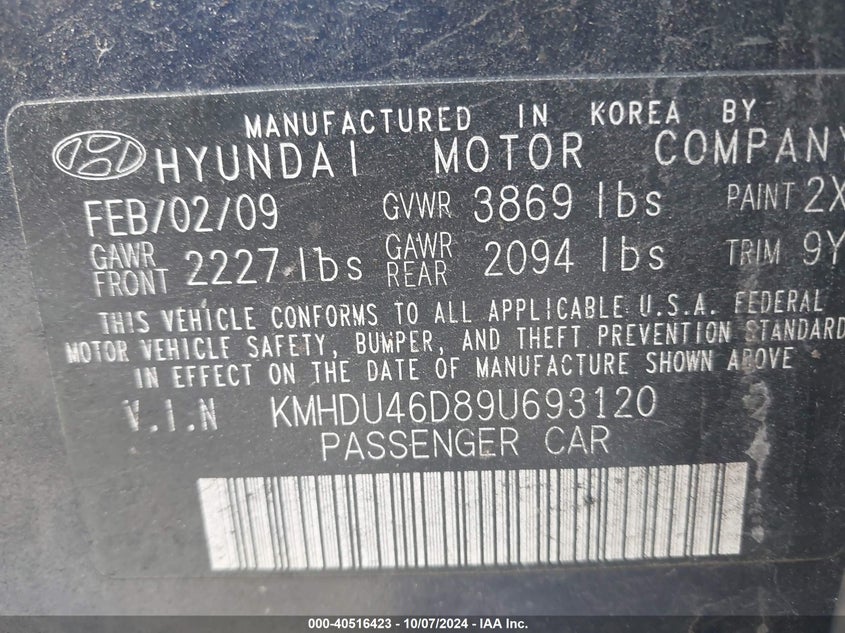 MANUFACTURED IN KOREA BY
HYUNDAI MOTOR COMPANY
FEB/02/09 GVWR 3869 lbs PAINT 2X
GAWR FRONT 2227 lbs GAWR REAR 2094 lbs TRIM 9Y
THIS VEHICLE CONFORMS TO ALL APPLICABLE U.S.A. FEDERAL
MOTOR VEHICLE SAFETY, BUMPER, AND THEFT PREVENTION STANDARD
IN EFFECT ON THE DATE OF MANUFACTURE SHOWN ABOVE
V.I.N KMHDU46D89U693120
PASSENGER CAR
000-40516423 - 10/07/2024 - IAA Inc.